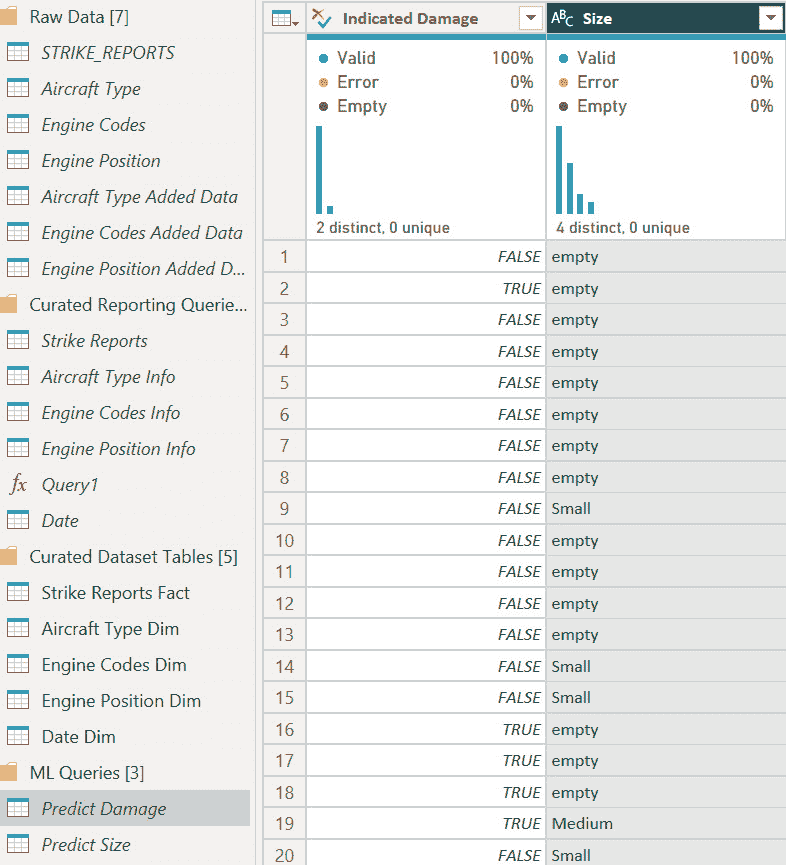 Raw Data [7]
STRIKE_REPORTS
Aircraft Type
Engine Codes
Engine Position
Aircraft Type Added Data
Engine Codes Added Data
Engine Position Added D...
Curated Reporting Querie...
Strike Reports
Aircraft Type Info
Engine Codes Info
Engine Position Info
fx Query1
Date
Curated Dataset Tables [5]
Strike Reports Fact
Aircraft Type Dim
Engine Codes Dim
Engine Position Dim
Date Dim
ML Queries [3]
Predict Damage
Predict Size
Indicated Damage ABC Size
Valid 100% Valid 100%
Error 0% Error 0%
Empty 0% Empty 0%
2 distinct, 0 unique 4 distinct, 0 unique
1 FALSE empty
2 TRUE empty
3 FALSE empty
4 FALSE empty
5 FALSE empty
6 FALSE empty
7 FALSE empty
8 FALSE empty
9 FALSE Small
10 FALSE empty
11 FALSE empty
12 FALSE empty
13 FALSE empty
14 FALSE Small
15 FALSE Small
16 TRUE empty
17 TRUE empty
18 TRUE empty
19 TRUE Medium
20 FALSE Small